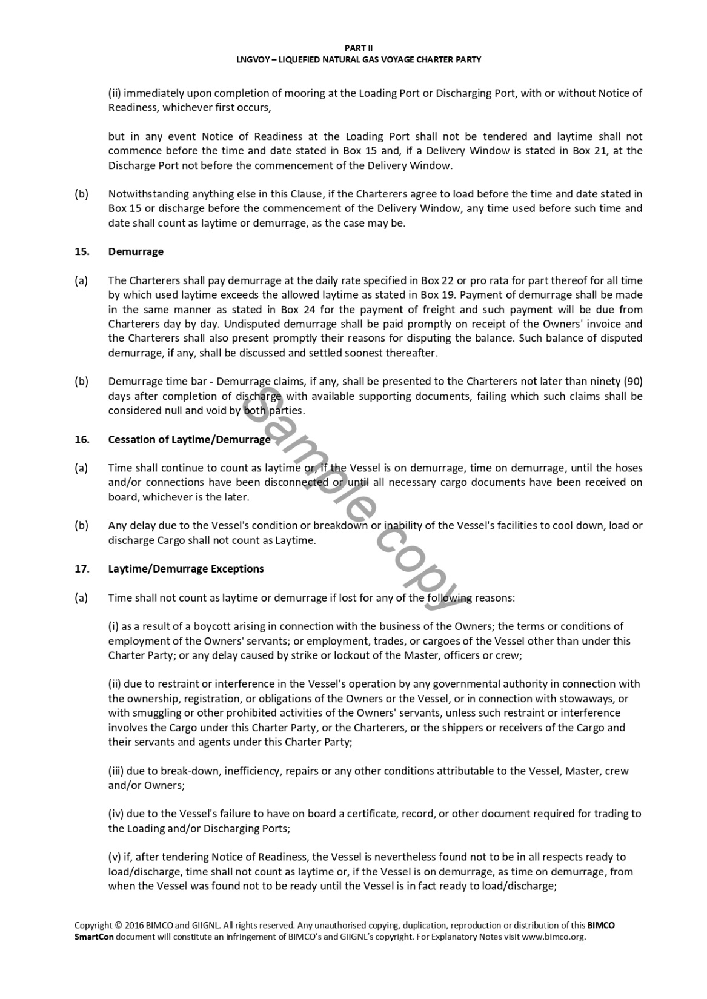 PART II
LNGVOY – LIQUEFIED NATURAL GAS VOYAGE CHARTER PARTY
(ii) immediately upon completion of mooring at the Loading Port or Discharging Port, with or without Notice of
Readiness, whichever first occurs,
but in any event Notice of Readiness at the Loading Port shall not be tendered and laytime shall not
commence before the time and date stated in Box 15 and, if a Delivery Window is stated in Box 21, at the
Discharge Port not before the commencement of the Delivery Window.
(b) Notwithstanding anything else in this Clause, if the Charterers agree to load before the time and date stated in
Box 15 or discharge before the commencement of the Delivery Window, any time used before such time and
date shall count as laytime or demurrage, as the case may be.
15. Demurrage
(a) The Charterers shall pay demurrage at the daily rate specified in Box 22 or pro rata for part thereof for all time
by which used laytime exceeds the allowed laytime as stated in Box 19. Payment of demurrage shall be made
in the same manner as stated in Box 24 for the payment of freight and such payment will be due from
Charterers day by day. Undisputed demurrage shall be paid promptly on receipt of the Owners' invoice and
the Charterers shall also present promptly their reasons for disputing the balance. Such balance of disputed
demurrage, if any, shall be discussed and settled soonest thereafter.
(b) Demurrage time bar - Demurrage claims, if any, shall be presented to the Charterers not later than ninety (90)
days after completion of discharge with available supporting documents, failing which such claims shall be
considered null and void by both parties.
16. Cessation of Laytime/Demurrage
(a) Time shall continue to count as laytime or, if the Vessel is on demurrage, time on demurrage, until the hoses
and/or connections have been disconnected or until all necessary cargo documents have been received on
board, whichever is the later.
(b) Any delay due to the Vessel's condition or breakdown or inability of the Vessel's facilities to cool down, load or
discharge Cargo shall not count as Laytime.
17. Laytime/Demurrage Exceptions
(a) Time shall not count as laytime or demurrage if lost for any of the following reasons:
(i) as a result of a boycott arising in connection with the business of the Owners; the terms or conditions of
employment of the Owners' servants; or employment, trades, or cargoes of the Vessel other than under this
Charter Party; or any delay caused by strike or lockout of the Master, officers or crew;
(ii) due to restraint or interference in the Vessel's operation by any governmental authority in connection with
the ownership, registration, or obligations of the Owners or the Vessel, or in connection with stowaways, or
with smuggling or other prohibited activities of the Owners' servants, unless such restraint or interference
involves the Cargo under this Charter Party, or the Charterers, or the shippers or receivers of the Cargo and
their servants and agents under this Charter Party;
(iii) due to break-down, inefficiency, repairs or any other conditions attributable to the Vessel, Master, crew
and/or Owners;
(iv) due to the Vessel's failure to have on board a certificate, record, or other document required for trading to
the Loading and/or Discharging Ports;
(v) if, after tendering Notice of Readiness, the Vessel is nevertheless found not to be in all respects ready to
load/discharge, time shall not count as laytime or, if the Vessel is on demurrage, as time on demurrage, from
when the Vessel was found not to be ready until the Vessel is in fact ready to load/discharge;
Copyright © 2016 BIMCO and GIIGNL. All rights reserved. Any unauthorised copying, duplication, reproduction or distribution of this BIMCO
SmartCon document will constitute an infringement of BIMCO’s and GIIGNL’s copyright. For Explanatory Notes visit www.bimco.org.
Sample copy